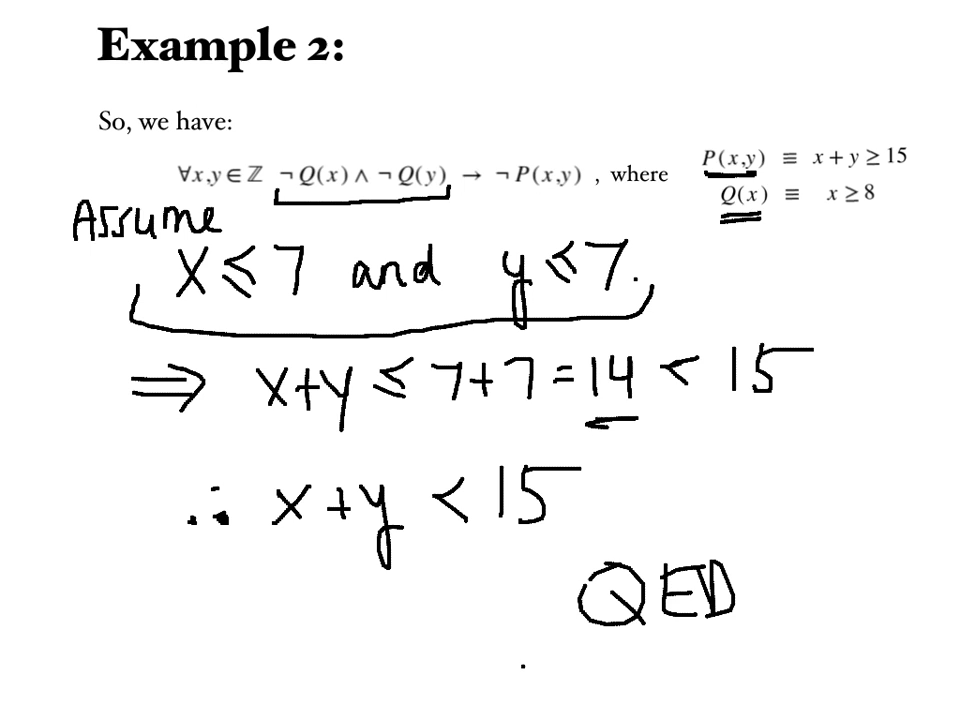 Example 2:
So, we have:
∀x,y ∈ ℤ ¬Q(x) ∧ ¬Q(y) → ¬P(x,y) , where P(x,y) ≡ x + y ≥ 15
Q(x) ≡ x ≥ 8
Assume
x ≤ 7 and y ≤ 7.
⇒ x+y ≤ 7+7 = 14 < 15
∴ x+y < 15
QED